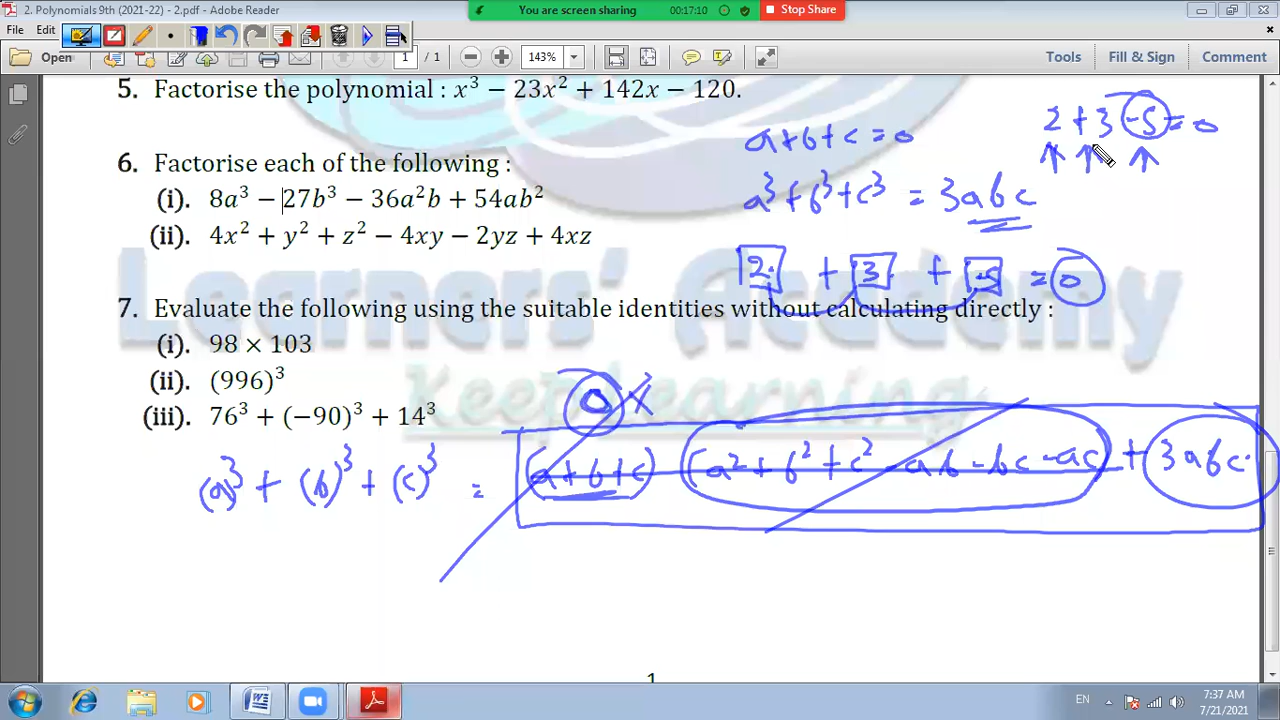 2. Polynomials 9th (2021-22) - 2.pdf - Adobe Reader
You are screen sharing
00:17:10
Stop Share
File Edit
Open
1 / 1
143%
Tools
Fill & Sign
Comment
5. Factorise the polynomial : x³ − 23x² + 142x − 120.
2 + 3 - 5 = 0
a + b + c = 0
6. Factorise each of the following :
(i). 8a³ − 27b³ − 36a²b + 54ab²
a³ + b³ + c³ = 3abc
(ii). 4x² + y² + z² − 4xy − 2yz + 4xz
2 + 3 + -5 = 0
7. Evaluate the following using the suitable identities without calculating directly :
(i). 98 × 103
(ii). (996)³
(iii). 76³ + (−90)³ + 14³
0 ×
(a)³ + (b)³ + (c)³ = (a + b + c) (a² + b² + c² - ab - bc - ac) + 3abc.
Learners' Academy
Keep Learning
1
EN
7:37 AM
7/21/2021